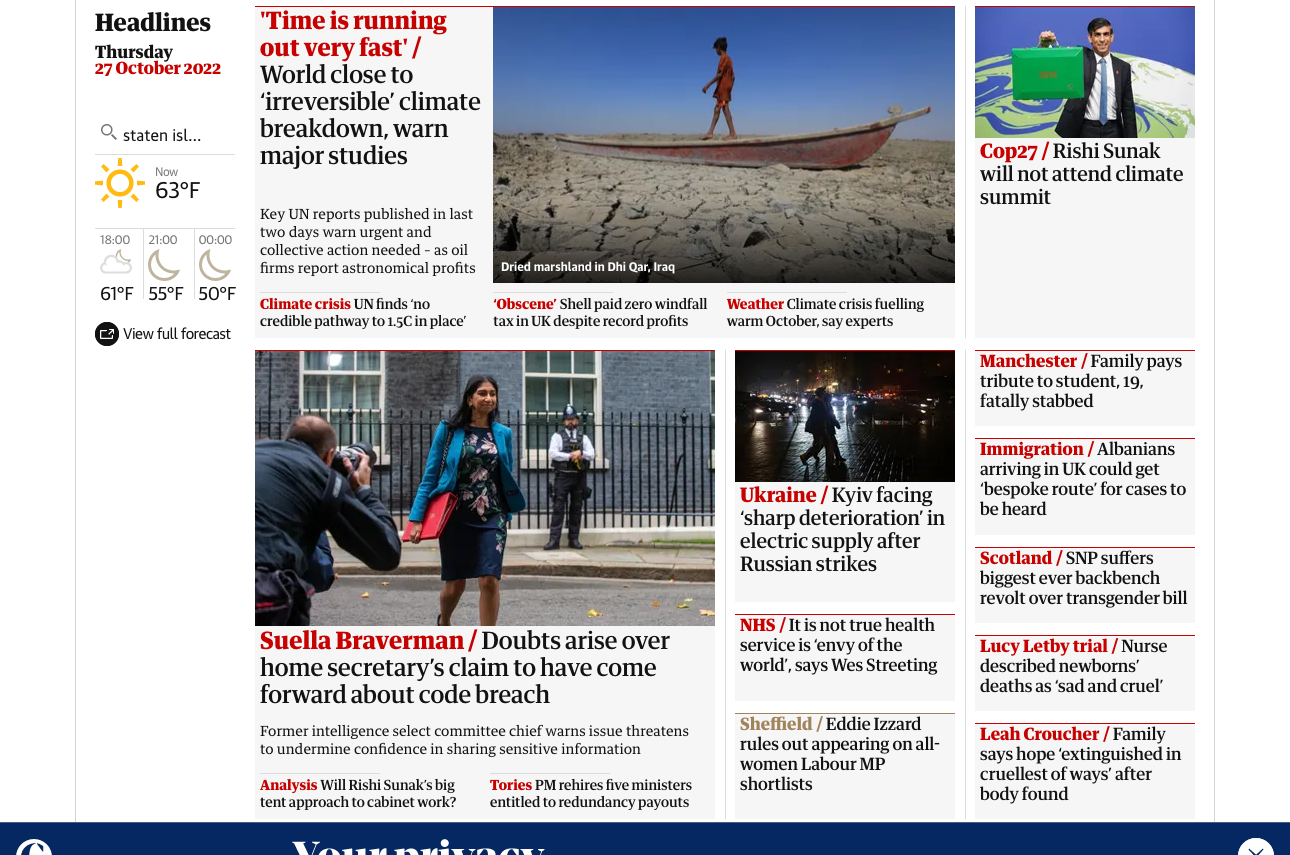 Headlines
Thursday
27 October 2022
staten isl...
Now
63°F
18:00 21:00 00:00
61°F 55°F 50°F
View full forecast
'Time is running
out very fast' /
World close to
‘irreversible’ climate
breakdown, warn
major studies
Key UN reports published in last
two days warn urgent and
collective action needed – as oil
firms report astronomical profits
Dried marshland in Dhi Qar, Iraq
Climate crisis UN finds ‘no
credible pathway to 1.5C in place’
‘Obscene’ Shell paid zero windfall
tax in UK despite record profits
Weather Climate crisis fuelling
warm October, say experts
Cop27 / Rishi Sunak
will not attend climate
summit
Suella Braverman / Doubts arise over
home secretary’s claim to have come
forward about code breach
Former intelligence select committee chief warns issue threatens
to undermine confidence in sharing sensitive information
Analysis Will Rishi Sunak’s big
tent approach to cabinet work?
Tories PM rehires five ministers
entitled to redundancy payouts
Ukraine / Kyiv facing
‘sharp deterioration’ in
electric supply after
Russian strikes
NHS / It is not true health
service is ‘envy of the
world’, says Wes Streeting
Sheffield / Eddie Izzard
rules out appearing on all-
women Labour MP
shortlists
Manchester / Family pays
tribute to student, 19,
fatally stabbed
Immigration / Albanians
arriving in UK could get
‘bespoke route’ for cases to
be heard
Scotland / SNP suffers
biggest ever backbench
revolt over transgender bill
Lucy Letby trial / Nurse
described newborns’
deaths as ‘sad and cruel’
Leah Croucher / Family
says hope ‘extinguished in
cruellest of ways’ after
body found
Your privacy